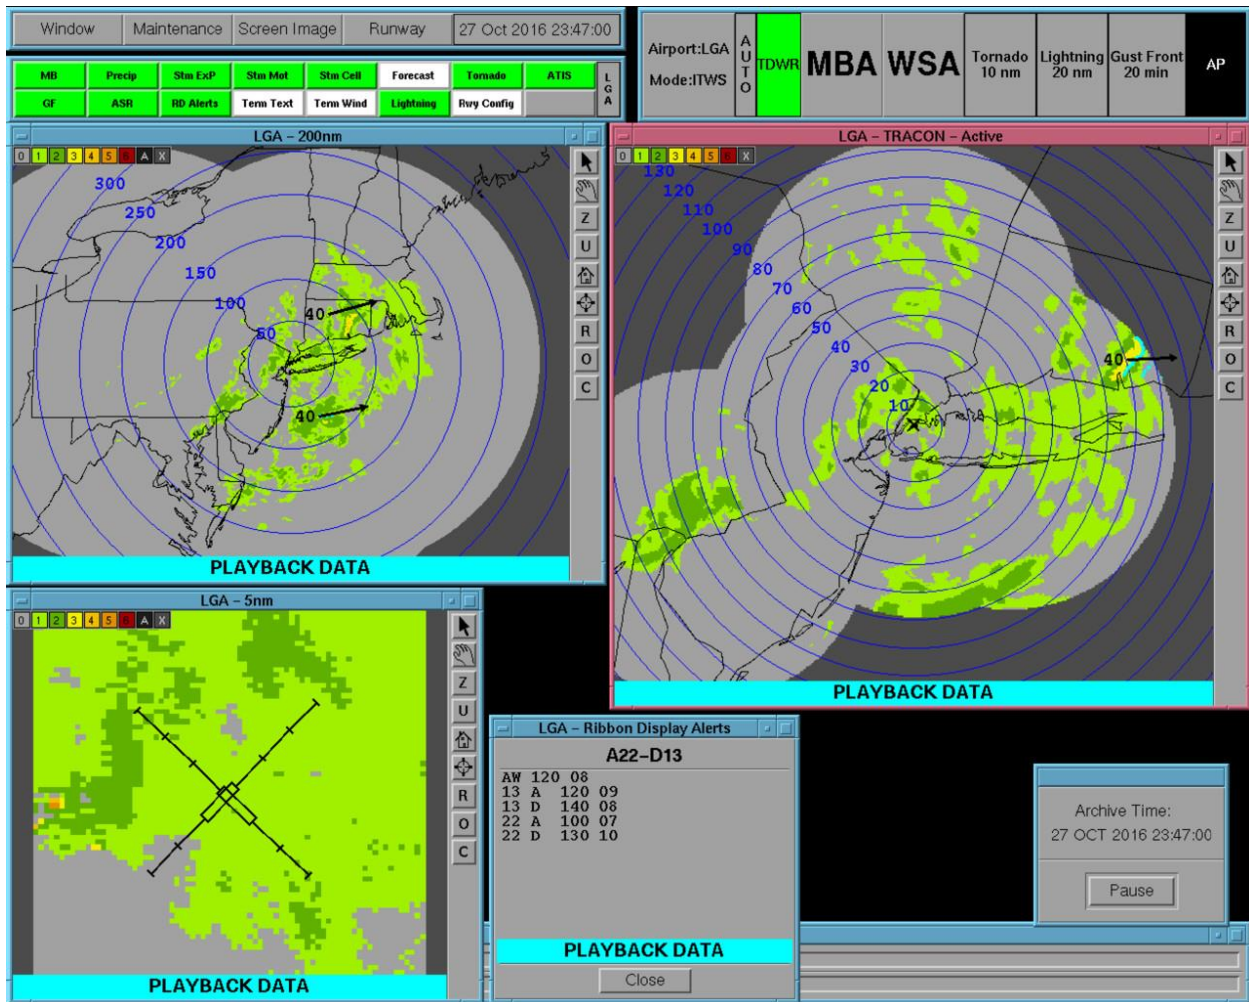 Window Maintenance Screen Image Runway 27 Oct 2016 23:47:00
MB Precip Stm ExP Stm Mot Stm Cell Forecast Tornado ATIS
GF ASR RD Alerts Term Text Term Wind Lightning Rwy Config
LGA
Airport:LGA
Mode:ITWS
AUTO
TDWR
MBA
WSA
Tornado
10 nm
Lightning
20 nm
Gust Front
20 min
AP
LGA – 200nm
0 1 2 3 4 5 6 A X
300
250
200
150
100
50
40
40
Z
U
R
O
C
PLAYBACK DATA
LGA – TRACON – Active
0 1 2 3 4 5 6 X
130
120
110
100
90
80
70
60
50
40
30
20
10
40
Z
U
R
O
C
PLAYBACK DATA
LGA – 5nm
0 1 2 3 4 5 6 A X
Z
U
R
O
C
PLAYBACK DATA
LGA – Ribbon Display Alerts
A22–D13
AW 120 08
13 A 120 09
13 D 140 08
22 A 100 07
22 D 130 10
PLAYBACK DATA
Close
Archive Time:
27 OCT 2016 23:47:00
Pause